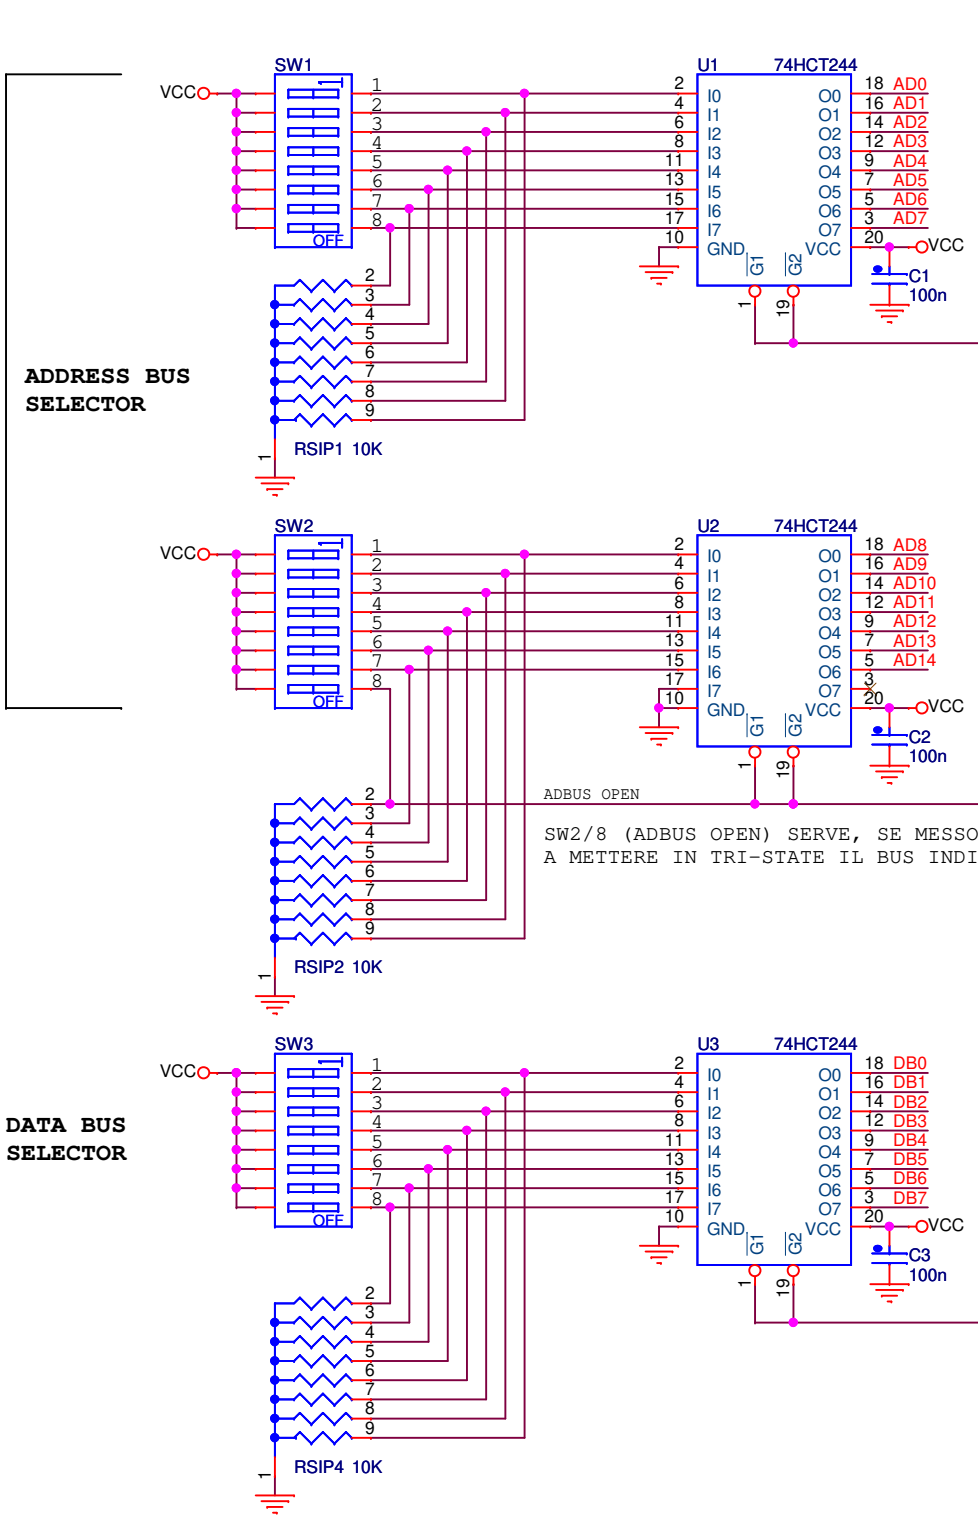 SW1
U1 74HCT244
VCC
1 2 I0 O0 18 AD0
2 4 I1 O1 16 AD1
3 6 I2 O2 14 AD2
4 8 I3 O3 12 AD3
5 11 I4 O4 9 AD4
6 13 I5 O5 7 AD5
7 15 I6 O6 5 AD6
8 17 I7 O7 3 AD7
OFF 10 GND VCC 20 VCC
G1 G2
1 19
C1
100n
2
3
4
5
6
7
8
9
RSIP1 10K
1
ADDRESS BUS
SELECTOR
SW2
U2 74HCT244
VCC
1 2 I0 O0 18 AD8
2 4 I1 O1 16 AD9
3 6 I2 O2 14 AD10
4 8 I3 O3 12 AD11
5 11 I4 O4 9 AD12
6 13 I5 O5 7 AD13
7 15 I6 O6 5 AD14
8 17 I7 O7 3
OFF 10 GND VCC 20 VCC
G1 G2
1 19
C2
100n
ADBUS OPEN
SW2/8 (ADBUS OPEN) SERVE, SE MESSO
A METTERE IN TRI-STATE IL BUS INDI
2
3
4
5
6
7
8
9
RSIP2 10K
1
SW3
U3 74HCT244
VCC
1 2 I0 O0 18 DB0
2 4 I1 O1 16 DB1
3 6 I2 O2 14 DB2
4 8 I3 O3 12 DB3
5 11 I4 O4 9 DB4
6 13 I5 O5 7 DB5
7 15 I6 O6 5 DB6
8 17 I7 O7 3 DB7
OFF 10 GND VCC 20 VCC
G1 G2
1 19
C3
100n
DATA BUS
SELECTOR
2
3
4
5
6
7
8
9
RSIP4 10K
1